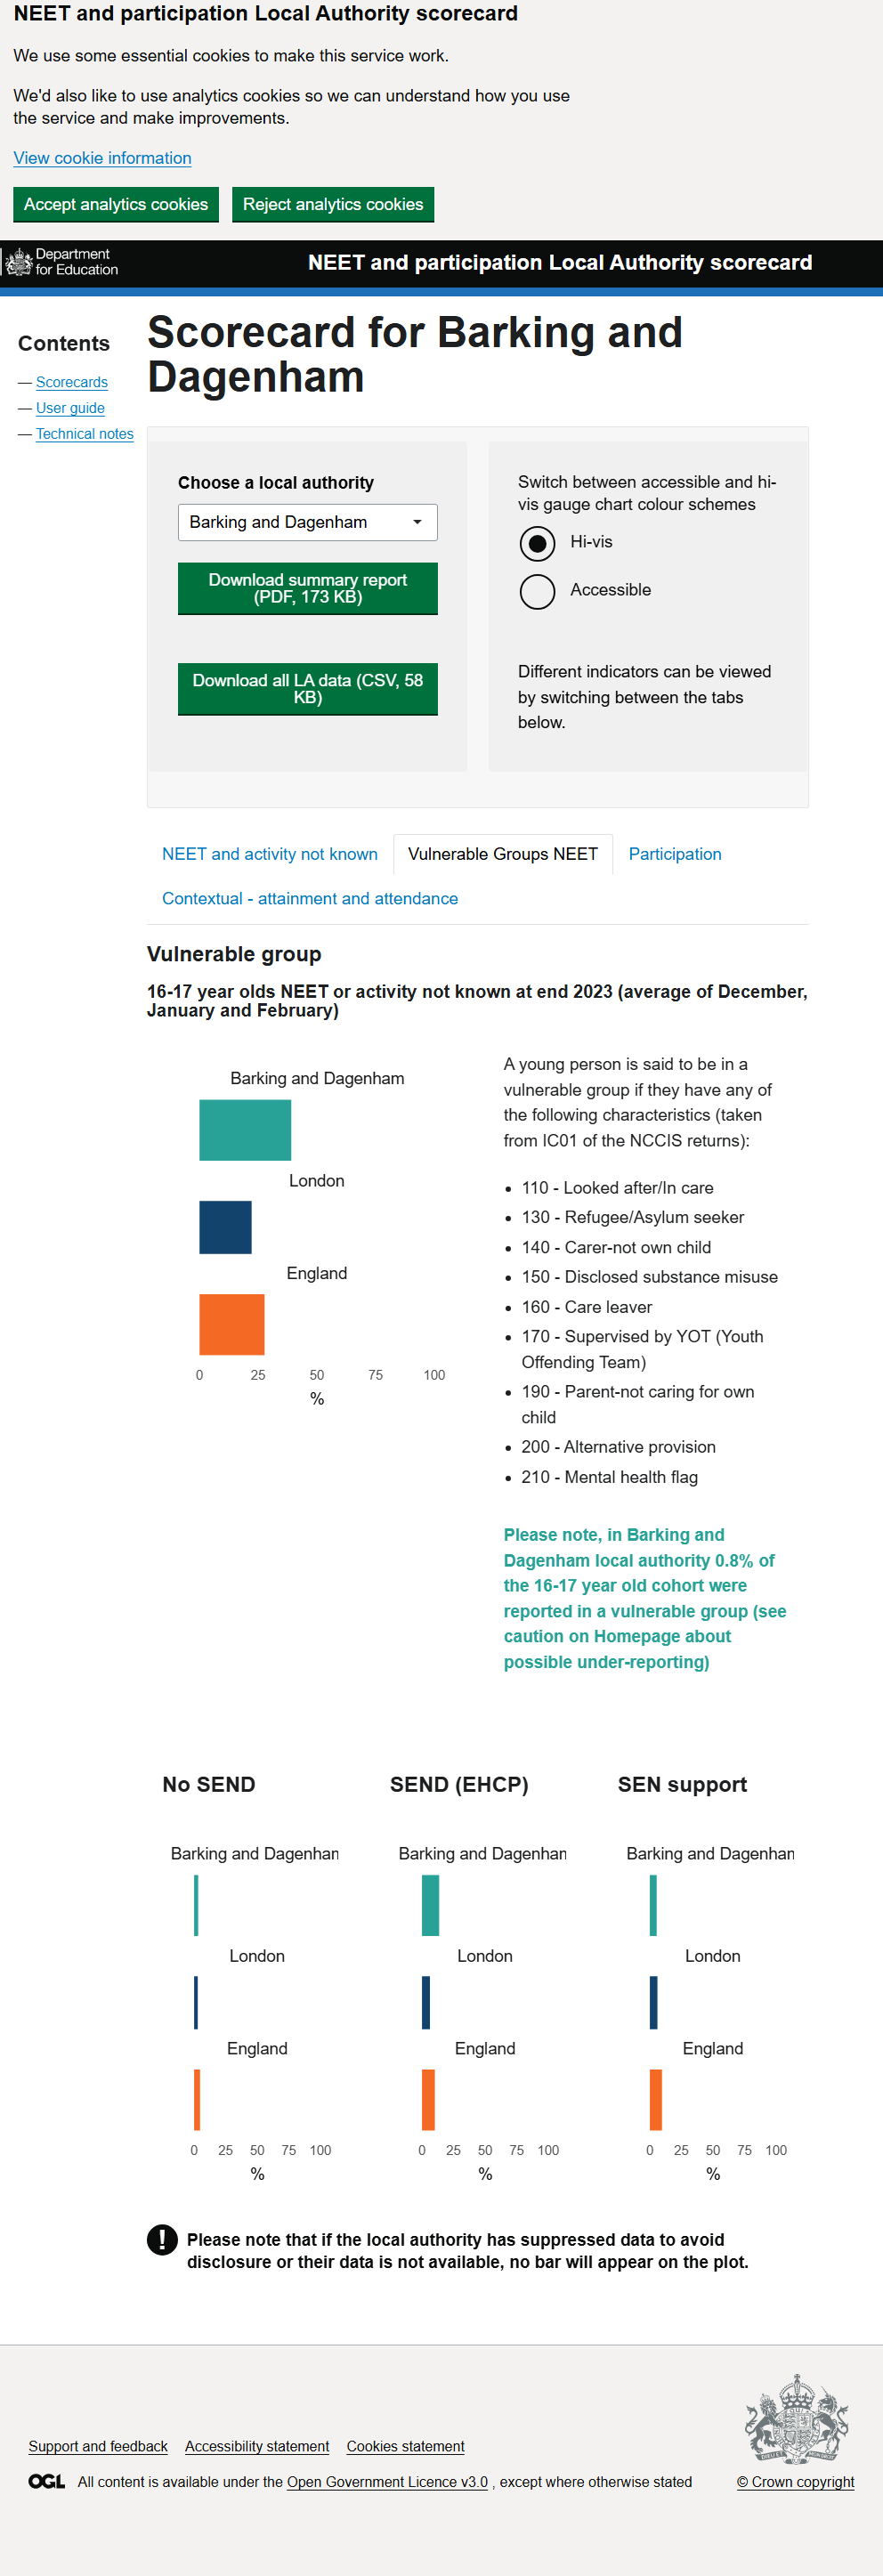 NEET and participation Local Authority scorecard
We use some essential cookies to make this service work.
We'd also like to use analytics cookies so we can understand how you use
the service and make improvements.
View cookie information
Accept analytics cookies
Reject analytics cookies
Department
for Education
NEET and participation Local Authority scorecard
Contents
— Scorecards
— User guide
— Technical notes
Scorecard for Barking and
Dagenham
Choose a local authority
Barking and Dagenham
Download summary report
(PDF, 173 KB)
Download all LA data (CSV, 58
KB)
Switch between accessible and hi-
vis gauge chart colour schemes
Hi-vis
Accessible
Different indicators can be viewed
by switching between the tabs
below.
NEET and activity not known
Vulnerable Groups NEET
Participation
Contextual - attainment and attendance
Vulnerable group
16-17 year olds NEET or activity not known at end 2023 (average of December,
January and February)
Barking and Dagenham
London
England
0 25 50 75 100
%
A young person is said to be in a
vulnerable group if they have any of
the following characteristics (taken
from IC01 of the NCCIS returns):
• 110 - Looked after/In care
• 130 - Refugee/Asylum seeker
• 140 - Carer-not own child
• 150 - Disclosed substance misuse
• 160 - Care leaver
• 170 - Supervised by YOT (Youth
Offending Team)
• 190 - Parent-not caring for own
child
• 200 - Alternative provision
• 210 - Mental health flag
Please note, in Barking and
Dagenham local authority 0.8% of
the 16-17 year old cohort were
reported in a vulnerable group (see
caution on Homepage about
possible under-reporting)
No SEND
Barking and Dagenhan
London
England
0 25 50 75 100
%
SEND (EHCP)
Barking and Dagenhan
London
England
0 25 50 75 100
%
SEN support
Barking and Dagenhan
London
England
0 25 50 75 100
%
! Please note that if the local authority has suppressed data to avoid
disclosure or their data is not available, no bar will appear on the plot.
Support and feedback Accessibility statement Cookies statement
OGL All content is available under the Open Government Licence v3.0 , except where otherwise stated
© Crown copyright